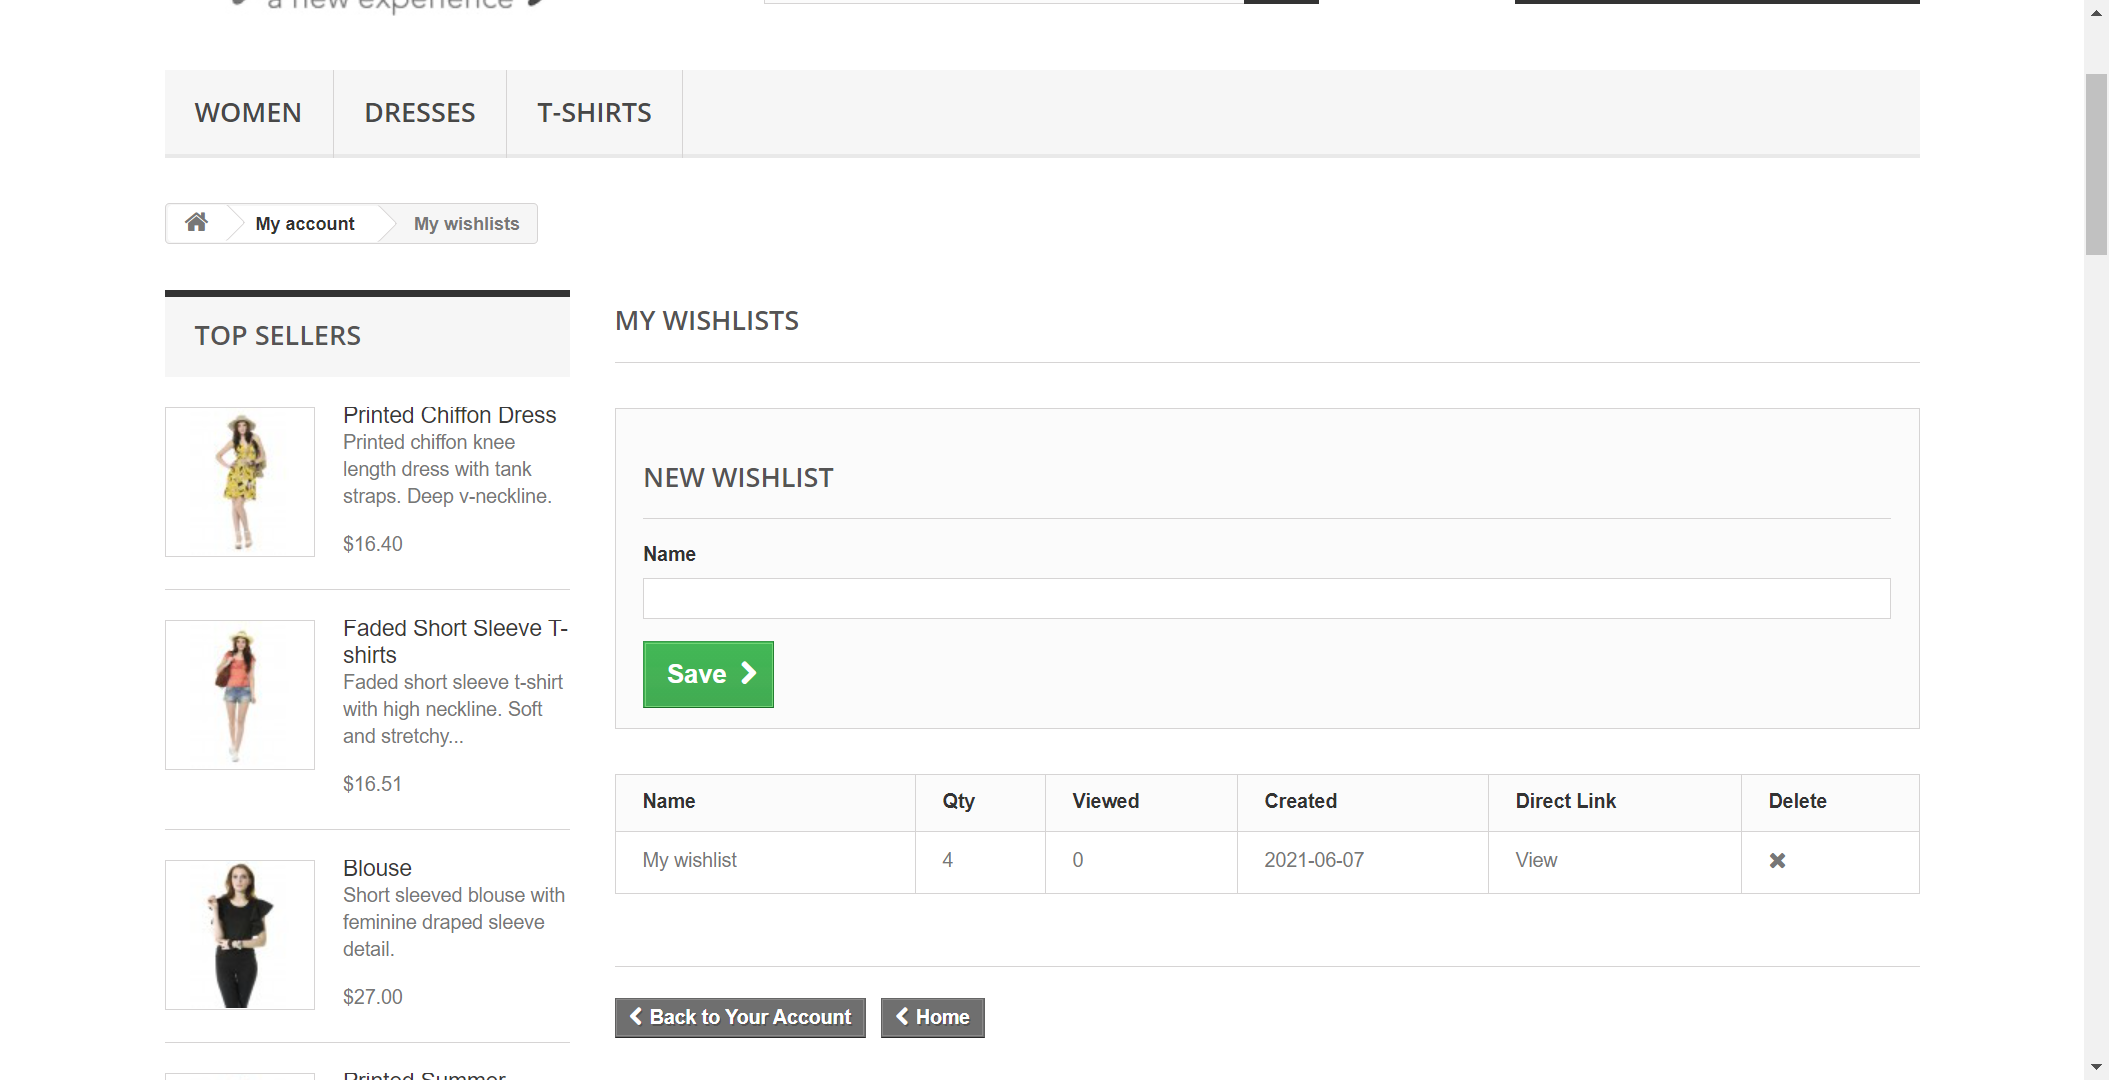 a new experience
WOMEN
DRESSES
T-SHIRTS
My account
My wishlists
TOP SELLERS
Printed Chiffon Dress
Printed chiffon knee
length dress with tank
straps. Deep v-neckline.
$16.40
Faded Short Sleeve T-
shirts
Faded short sleeve t-shirt
with high neckline. Soft
and stretchy...
$16.51
Blouse
Short sleeved blouse with
feminine draped sleeve
detail.
$27.00
Printed Summer
MY WISHLISTS
NEW WISHLIST
Name
Save
Name Qty Viewed Created Direct Link Delete
My wishlist 4 0 2021-06-07 View
Back to Your Account
Home